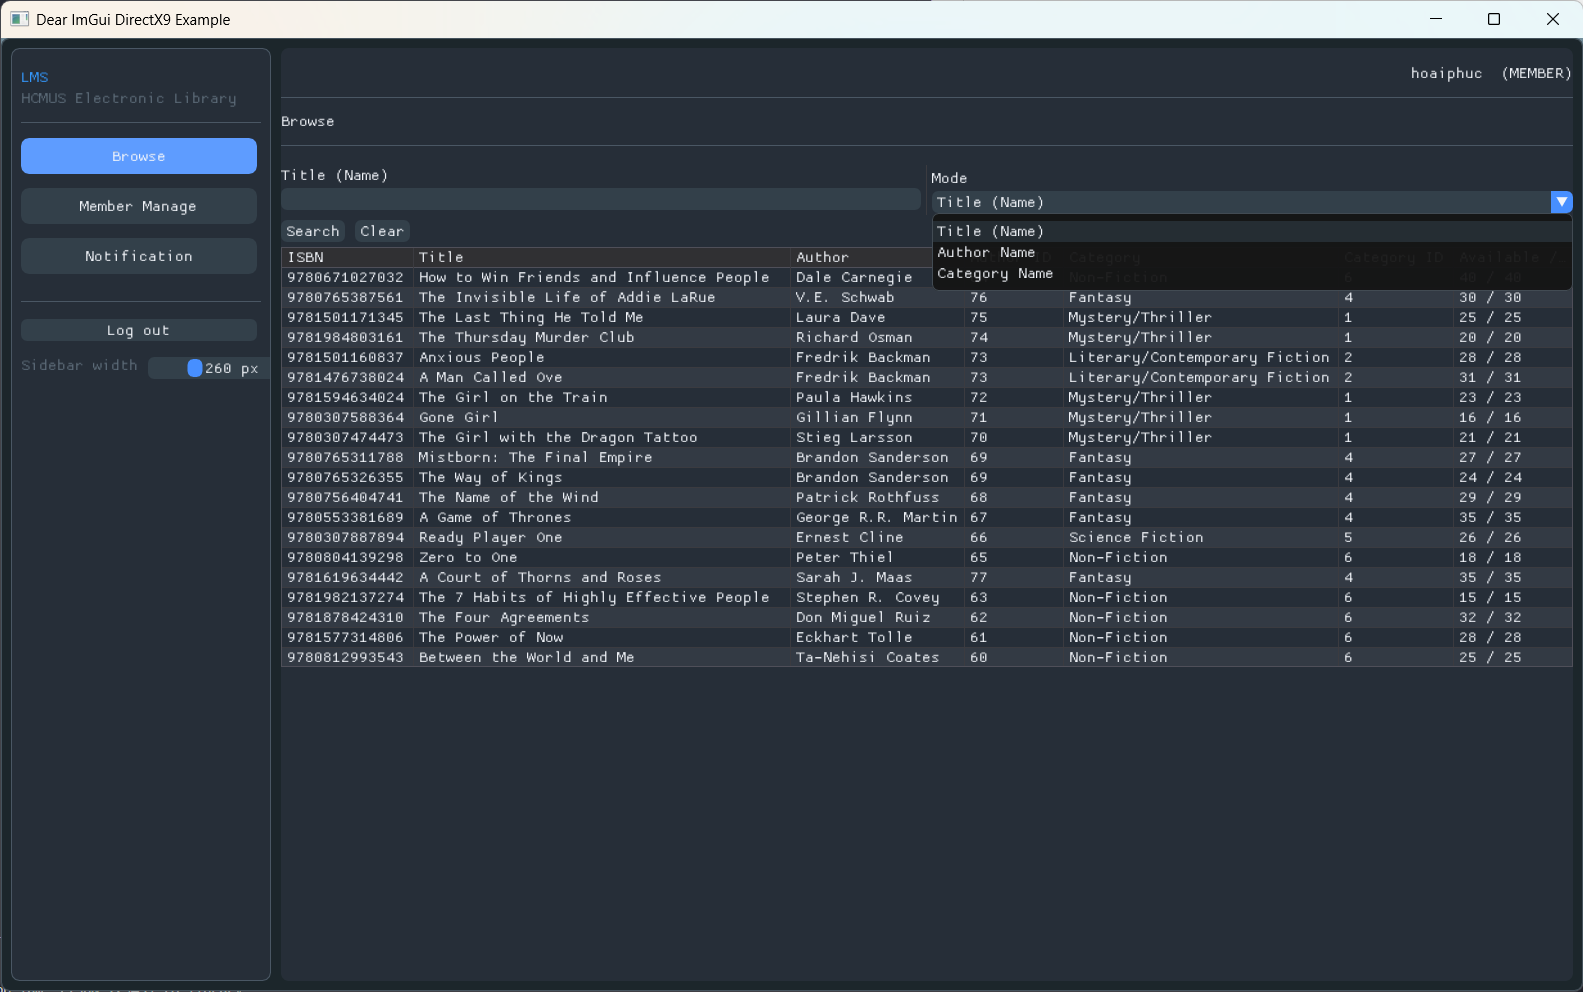 Dear ImGui DirectX9 Example
LMS
HCMUS Electronic Library
Browse
Member Manage
Notification
Log out
Sidebar width 260 px
hoaiphuc (MEMBER)
Browse
Title (Name)
Mode
Title (Name)
Title (Name)
Author Name
Category Name
Search Clear
ISBN Title Author ID Category Category ID Available /
9780671027032 How to Win Friends and Influence People Dale Carnegie Non-Fiction 6 40 / 40
9780765387561 The Invisible Life of Addie LaRue V.E. Schwab 76 Fantasy 4 30 / 30
9781501171345 The Last Thing He Told Me Laura Dave 75 Mystery/Thriller 1 25 / 25
9781984803161 The Thursday Murder Club Richard Osman 74 Mystery/Thriller 1 20 / 20
9781501160837 Anxious People Fredrik Backman 73 Literary/Contemporary Fiction 2 28 / 28
9781476738024 A Man Called Ove Fredrik Backman 73 Literary/Contemporary Fiction 2 31 / 31
9781594634024 The Girl on the Train Paula Hawkins 72 Mystery/Thriller 1 23 / 23
9780307588364 Gone Girl Gillian Flynn 71 Mystery/Thriller 1 16 / 16
9780307474473 The Girl with the Dragon Tattoo Stieg Larsson 70 Mystery/Thriller 1 21 / 21
9780765311788 Mistborn: The Final Empire Brandon Sanderson 69 Fantasy 4 27 / 27
9780765326355 The Way of Kings Brandon Sanderson 69 Fantasy 4 24 / 24
9780756404741 The Name of the Wind Patrick Rothfuss 68 Fantasy 4 29 / 29
9780553381689 A Game of Thrones George R.R. Martin 67 Fantasy 4 35 / 35
9780307887894 Ready Player One Ernest Cline 66 Science Fiction 5 26 / 26
9780804139298 Zero to One Peter Thiel 65 Non-Fiction 6 18 / 18
9781619634442 A Court of Thorns and Roses Sarah J. Maas 77 Fantasy 4 35 / 35
9781982137274 The 7 Habits of Highly Effective People Stephen R. Covey 63 Non-Fiction 6 15 / 15
9781878424310 The Four Agreements Don Miguel Ruiz 62 Non-Fiction 6 32 / 32
9781577314806 The Power of Now Eckhart Tolle 61 Non-Fiction 6 28 / 28
9780812993543 Between the World and Me Ta-Nehisi Coates 60 Non-Fiction 6 25 / 25